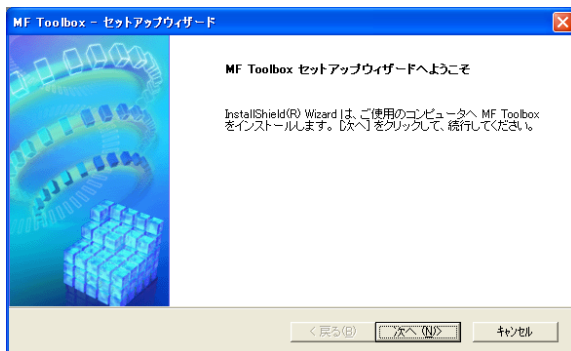 MF Toolbox - セットアップウィザード
MF Toolbox セットアップウィザードへようこそ
InstallShield(R) Wizard は、ご使用のコンピュータへ MF Toolbox
をインストールします。[次へ] をクリックして、続行してください。
< 戻る(B)
次へ (N)>
キャンセル